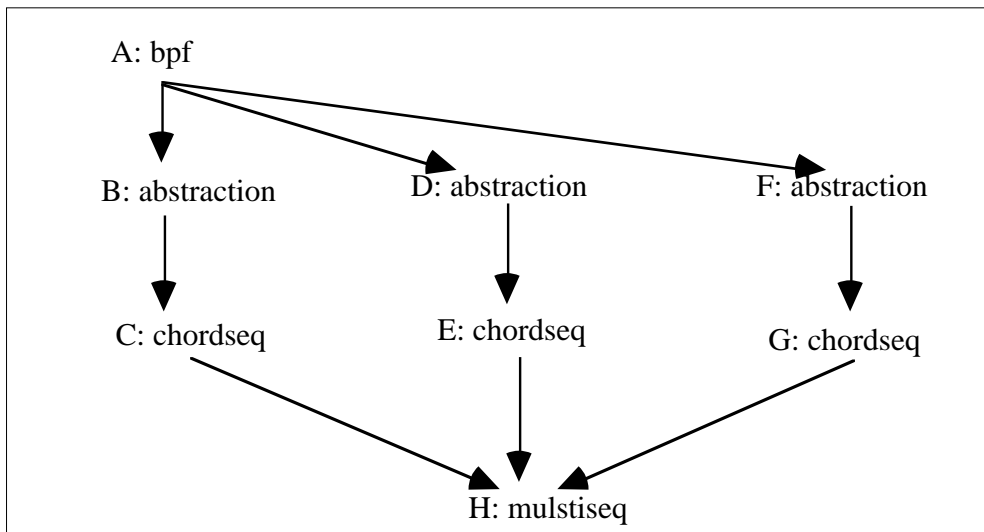 A: bpf
B: abstraction
D: abstraction
F: abstraction
C: chordseq
E: chordseq
G: chordseq
H: mulstiseq